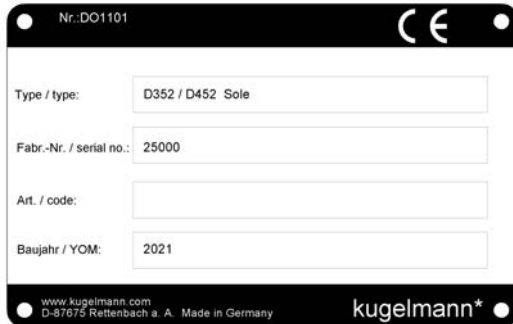 Nr.:DO1101
CE
Type / type: D352 / D452 Sole
Fabr.-Nr. / serial no.: 25000
Art. / code:
Baujahr / YOM: 2021
www.kugelmann.com
D-87675 Rettenbach a. A. Made in Germany
kugelmann*